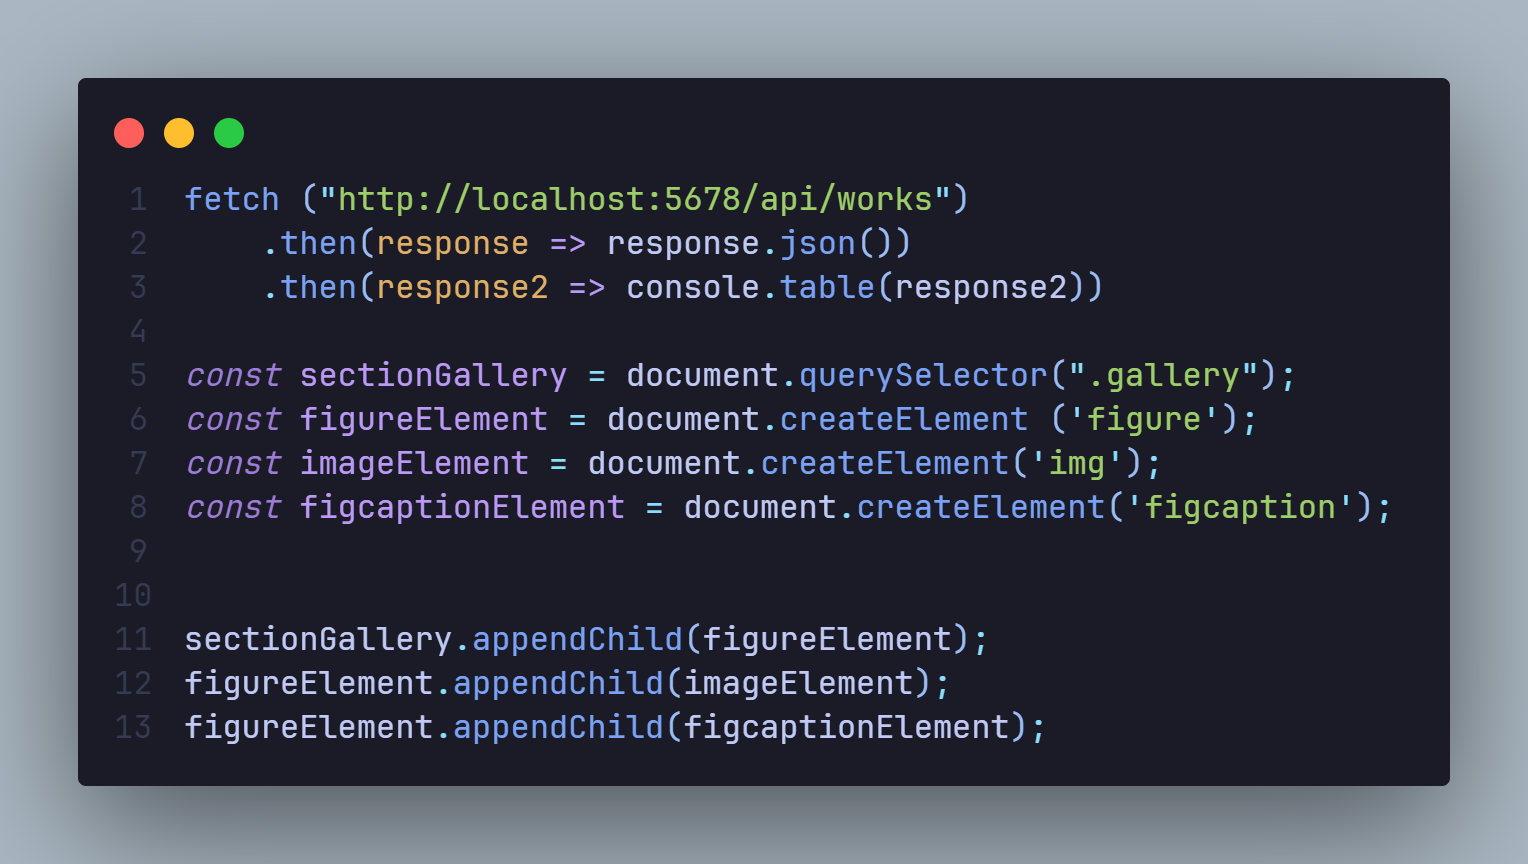 1 fetch ("http://localhost:5678/api/works")
2 .then(response => response.json())
3 .then(response2 => console.table(response2))
4
5 const sectionGallery = document.querySelector(".gallery");
6 const figureElement = document.createElement ('figure');
7 const imageElement = document.createElement('img');
8 const figcaptionElement = document.createElement('figcaption');
9
10
11 sectionGallery.appendChild(figureElement);
12 figureElement.appendChild(imageElement);
13 figureElement.appendChild(figcaptionElement);